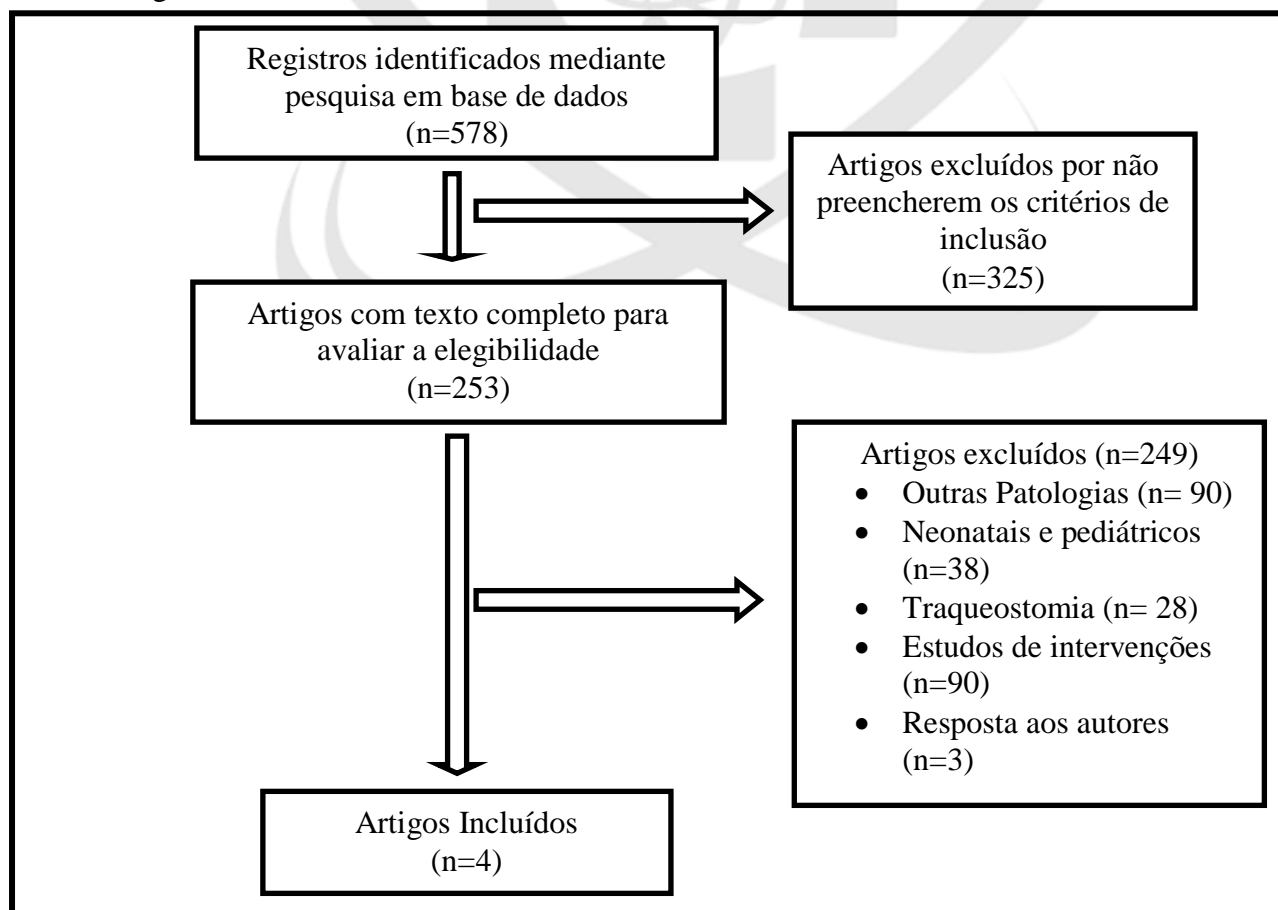 Registros identificados mediante
pesquisa em base de dados
(n=578)
Artigos excluídos por não
preencherem os critérios de
inclusão
(n=325)
Artigos com texto completo para
avaliar a elegibilidade
(n=253)
Artigos excluídos (n=249)
• Outras Patologias (n= 90)
• Neonatais e pediátricos
(n=38)
• Traqueostomia (n= 28)
• Estudos de intervenções
(n=90)
• Resposta aos autores
(n=3)
Artigos Incluídos
(n=4)